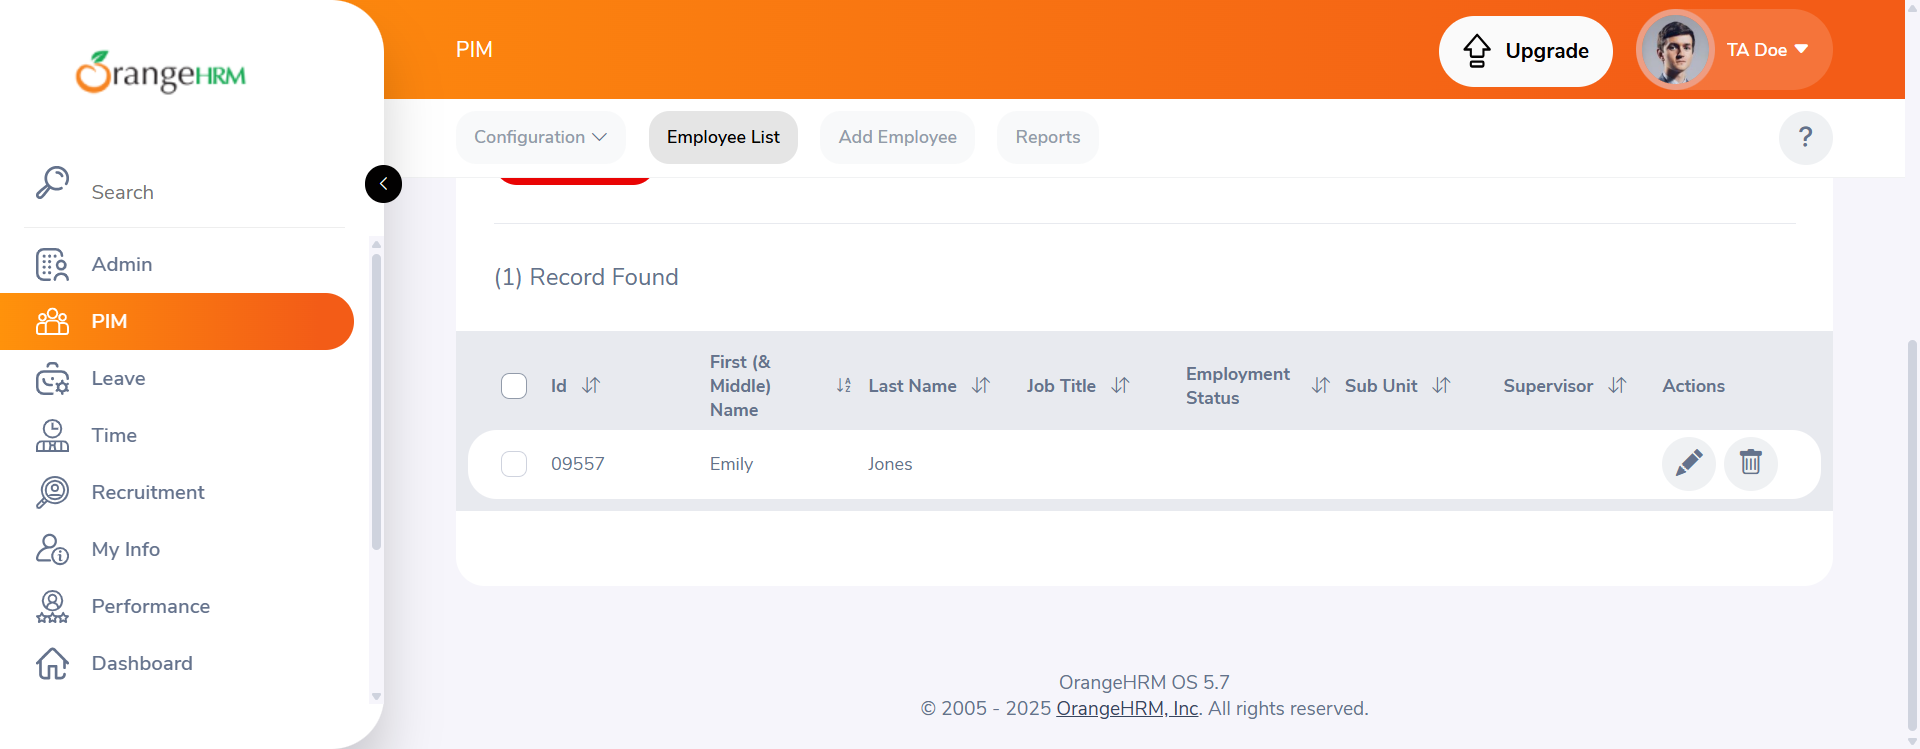 OrangeHRM
PIM
Upgrade
TA Doe
Configuration
Employee List
Add Employee
Reports
?
Search
Admin
PIM
Leave
Time
Recruitment
My Info
Performance
Dashboard
(1) Record Found
Id
First (& Middle) Name
Last Name
Job Title
Employment Status
Sub Unit
Supervisor
Actions
09557
Emily
Jones
OrangeHRM OS 5.7
© 2005 - 2025 OrangeHRM, Inc. All rights reserved.